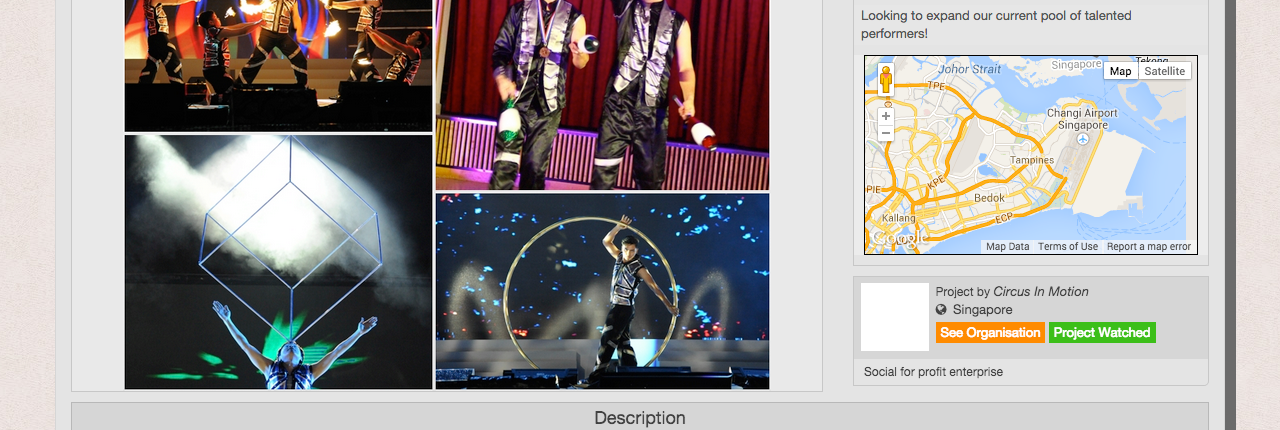 Looking to expand our current pool of talented
performers!
Johor Strait
Singapore
Map
Satellite
TPE
Changi Airport
Singapore
Tampines
KPE
PIE
Bedok
Kallang
ECP
Google
Map Data
Terms of Use
Report a map error
Project by Circus In Motion
Singapore
See Organisation
Project Watched
Social for profit enterprise
Description